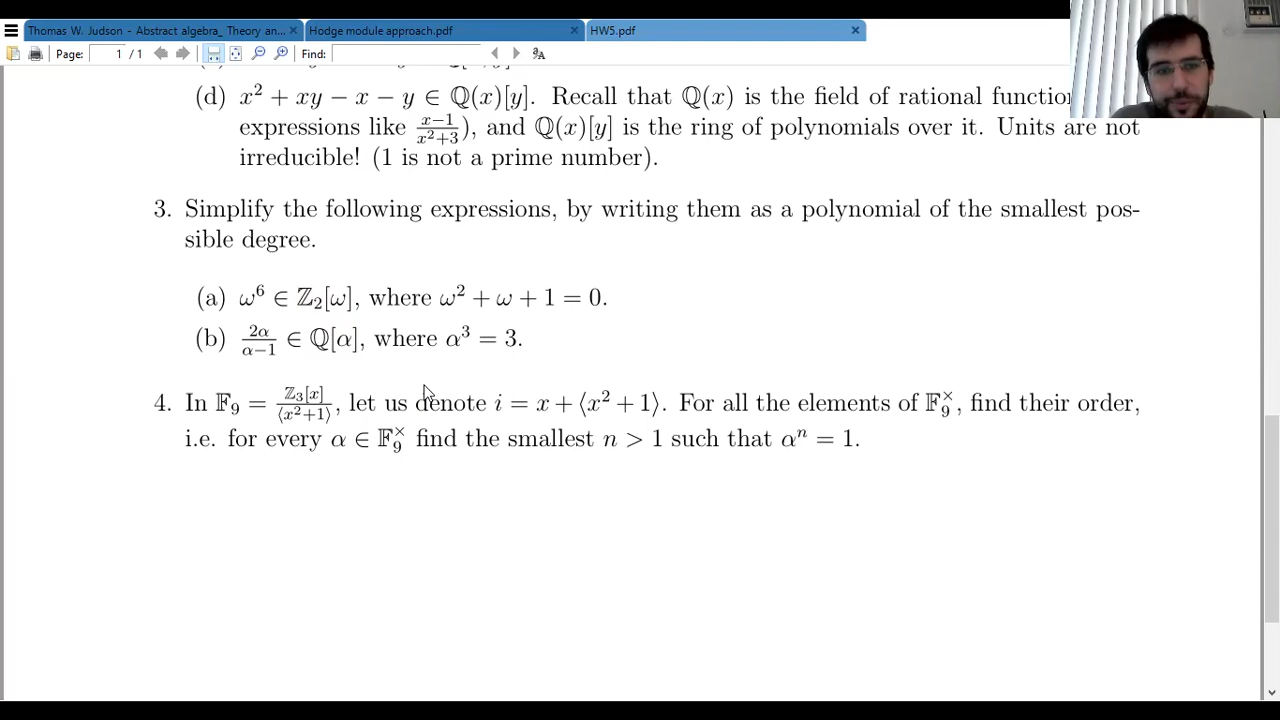 Thomas W. Judson - Abstract algebra_ Theory an... × Hodge module approach.pdf × HW5.pdf ×
Page: 1 / 1 Find:
(d) x² + xy − x − y ∈ ℚ(x)[y]. Recall that ℚ(x) is the field of rational
expressions like \frac{x−1}{x²+3}), and ℚ(x)[y] is the ring of polynomials over it. Units are not
irreducible! (1 is not a prime number).
3. Simplify the following expressions, by writing them as a polynomial of the smallest pos-
sible degree.
(a) ω⁶ ∈ ℤ₂[ω], where ω² + ω + 1 = 0.
(b) \frac{2α}{α−1} ∈ ℚ[α], where α³ = 3.
4. In 𝔽₉ = \frac{ℤ₃[x]}{⟨x²+1⟩}, let us denote i = x + ⟨x² + 1⟩. For all the elements of 𝔽₉^×, find their order,
i.e. for every α ∈ 𝔽₉^× find the smallest n > 1 such that αⁿ = 1.